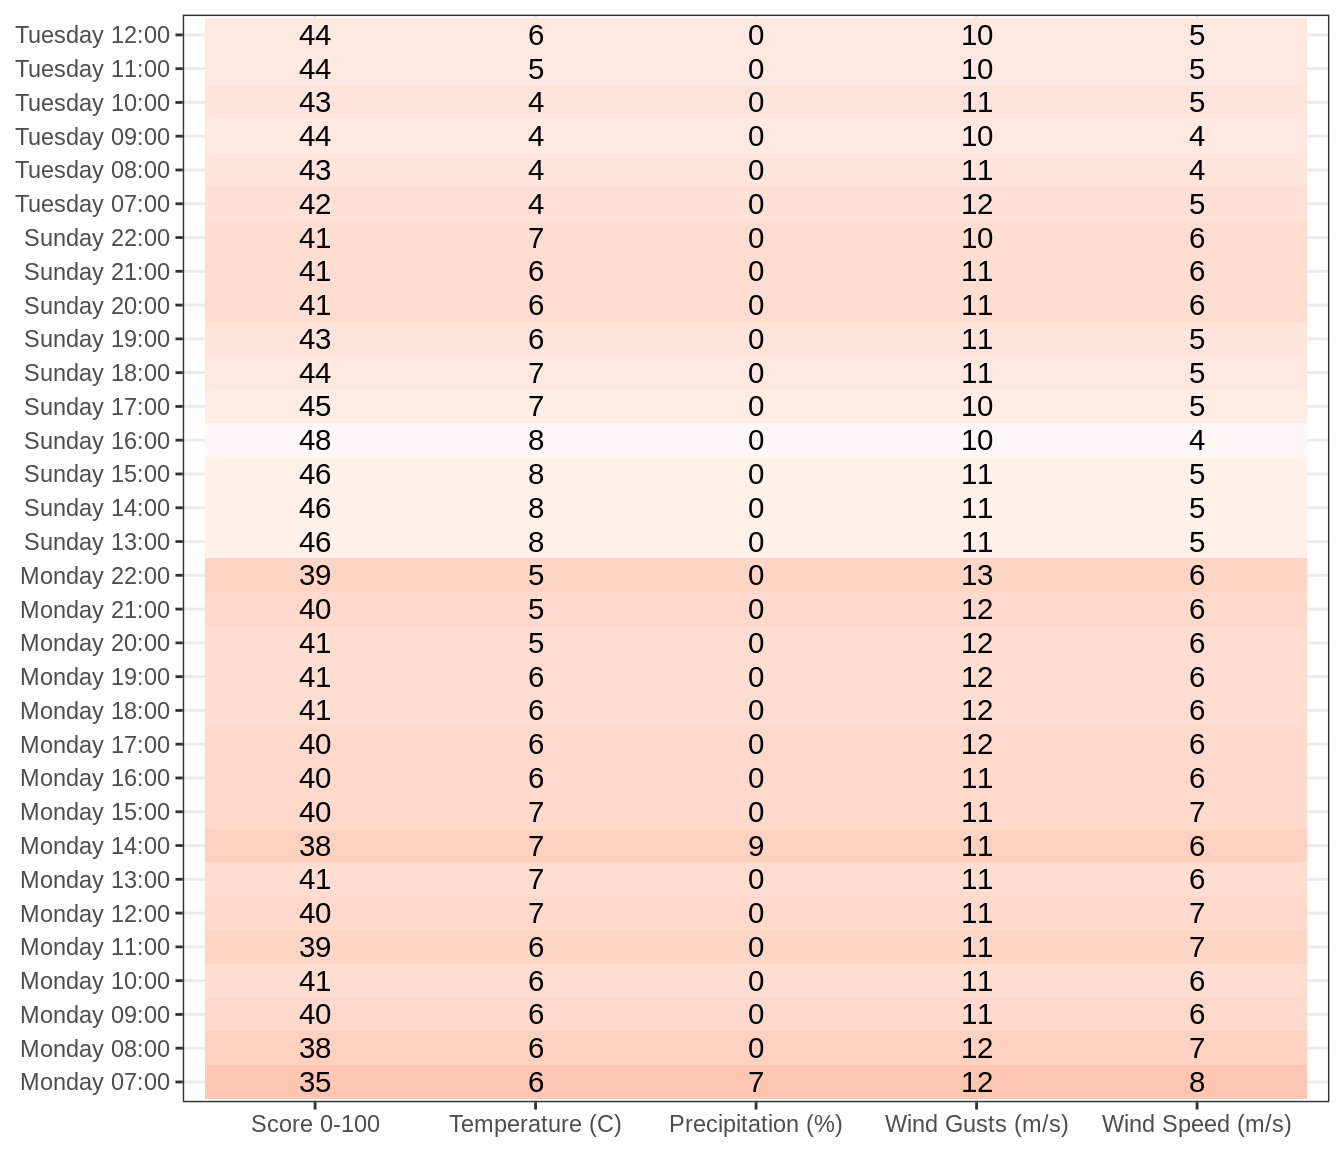 Tuesday 12:00 44 6 0 10 5
Tuesday 11:00 44 5 0 10 5
Tuesday 10:00 43 4 0 11 5
Tuesday 09:00 44 4 0 10 4
Tuesday 08:00 43 4 0 11 4
Tuesday 07:00 42 4 0 12 5
Sunday 22:00 41 7 0 10 6
Sunday 21:00 41 6 0 11 6
Sunday 20:00 41 6 0 11 6
Sunday 19:00 43 6 0 11 5
Sunday 18:00 44 7 0 11 5
Sunday 17:00 45 7 0 10 5
Sunday 16:00 48 8 0 10 4
Sunday 15:00 46 8 0 11 5
Sunday 14:00 46 8 0 11 5
Sunday 13:00 46 8 0 11 5
Monday 22:00 39 5 0 13 6
Monday 21:00 40 5 0 12 6
Monday 20:00 41 5 0 12 6
Monday 19:00 41 6 0 12 6
Monday 18:00 41 6 0 12 6
Monday 17:00 40 6 0 12 6
Monday 16:00 40 6 0 11 6
Monday 15:00 40 7 0 11 7
Monday 14:00 38 7 9 11 6
Monday 13:00 41 7 0 11 6
Monday 12:00 40 7 0 11 7
Monday 11:00 39 6 0 11 7
Monday 10:00 41 6 0 11 6
Monday 09:00 40 6 0 11 6
Monday 08:00 38 6 0 12 7
Monday 07:00 35 6 7 12 8
Score 0-100 Temperature (C) Precipitation (%) Wind Gusts (m/s) Wind Speed (m/s)